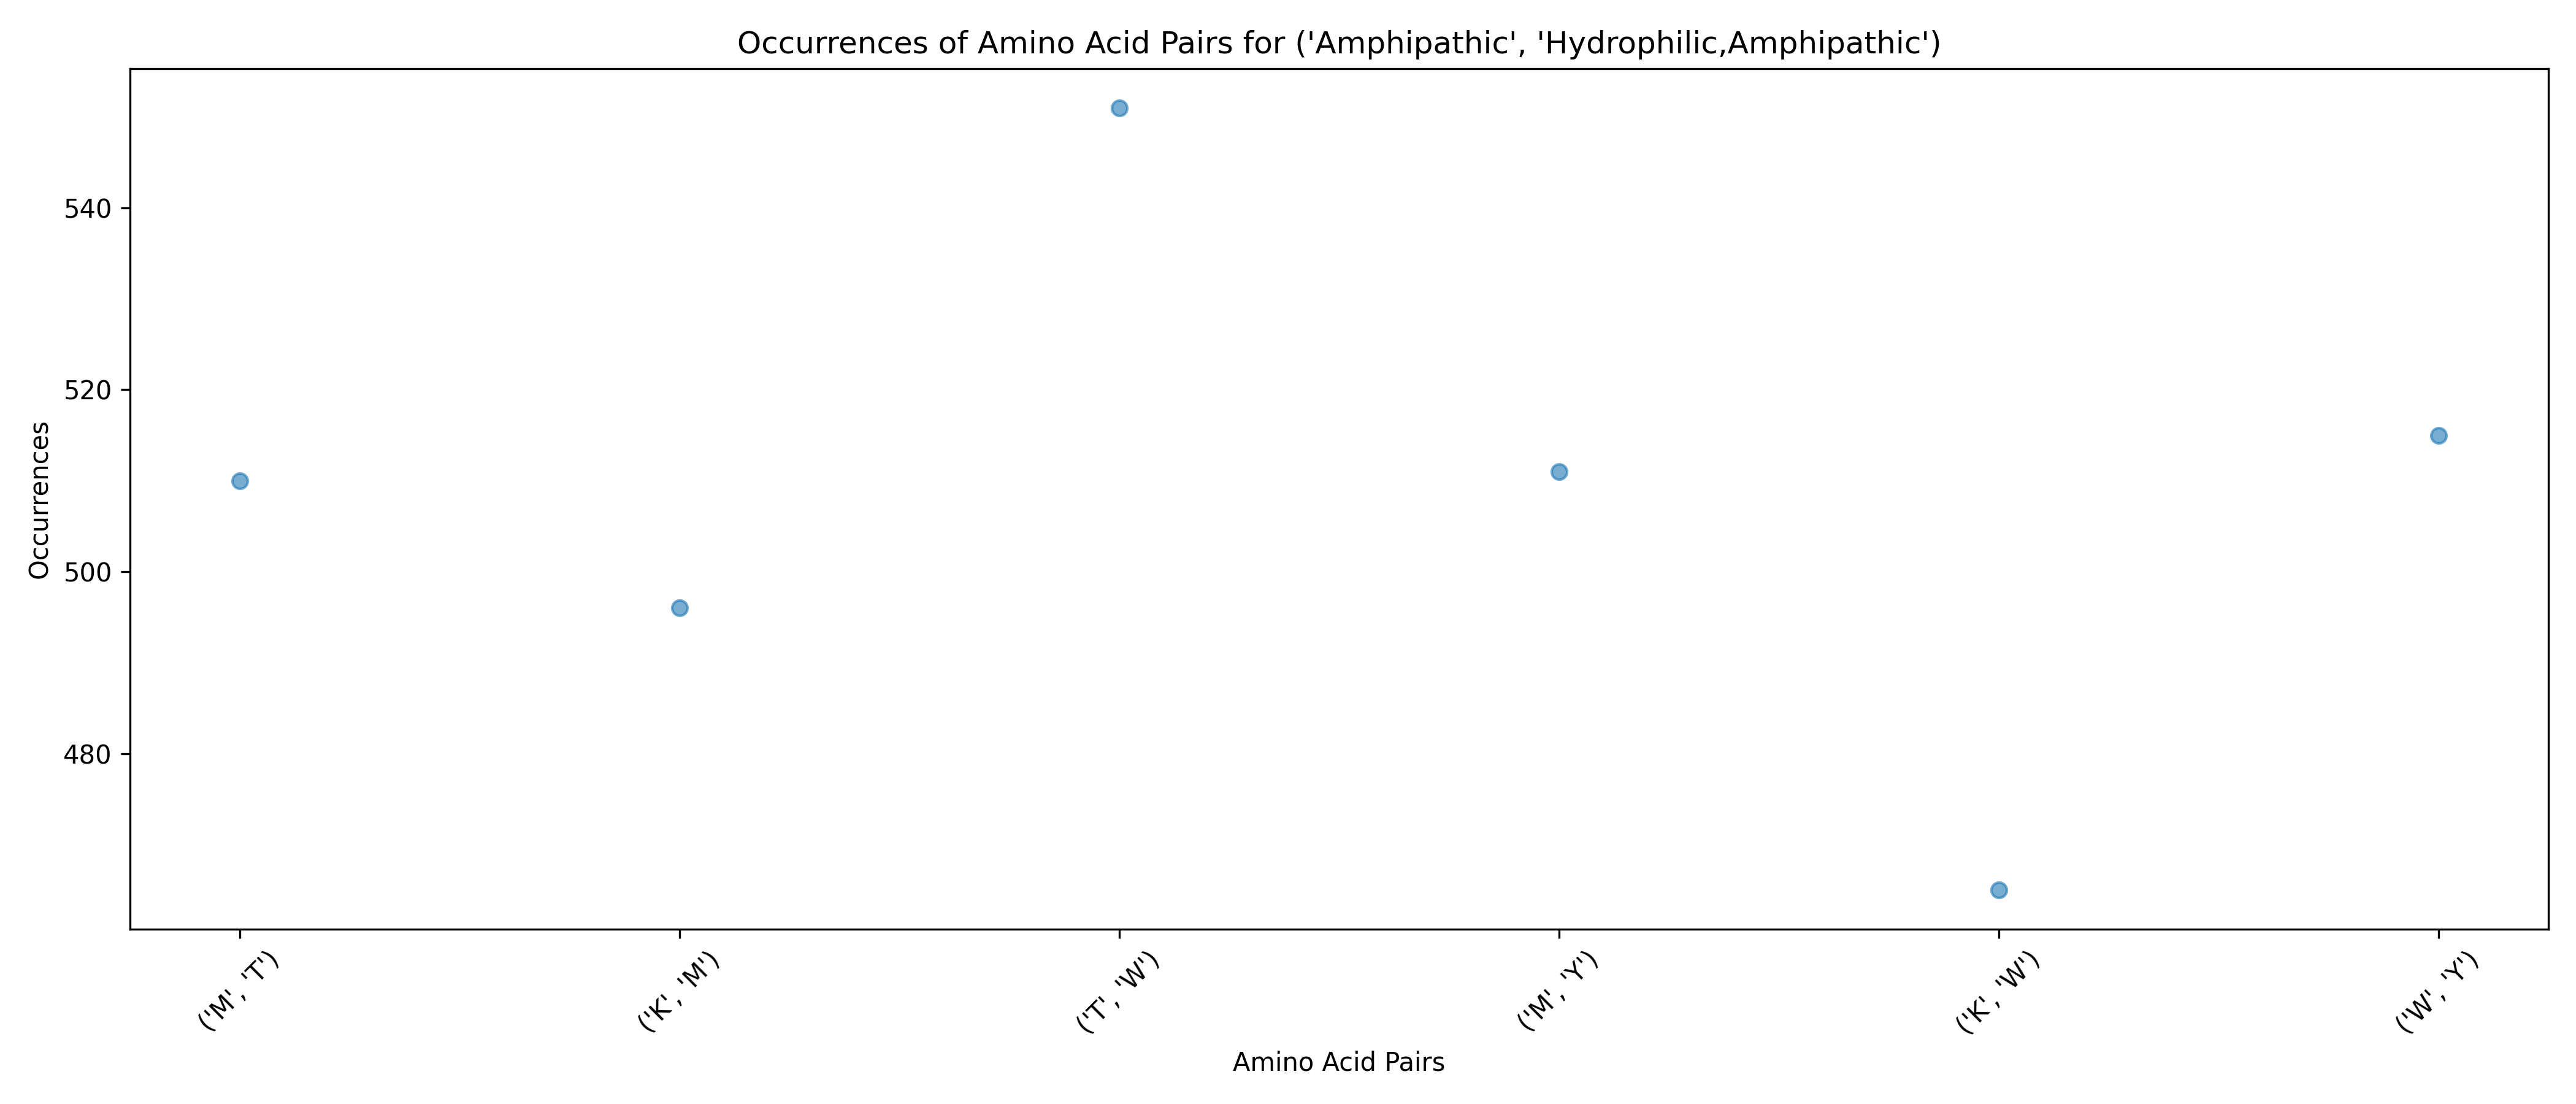 Occurrences of Amino Acid Pairs for ('Amphipathic', 'Hydrophilic,Amphipathic')
Occurrences
540
520
500
480
('M', 'T')
('K', 'M')
('T', 'W')
('M', 'Y')
('K', 'W')
('W', 'Y')
Amino Acid Pairs